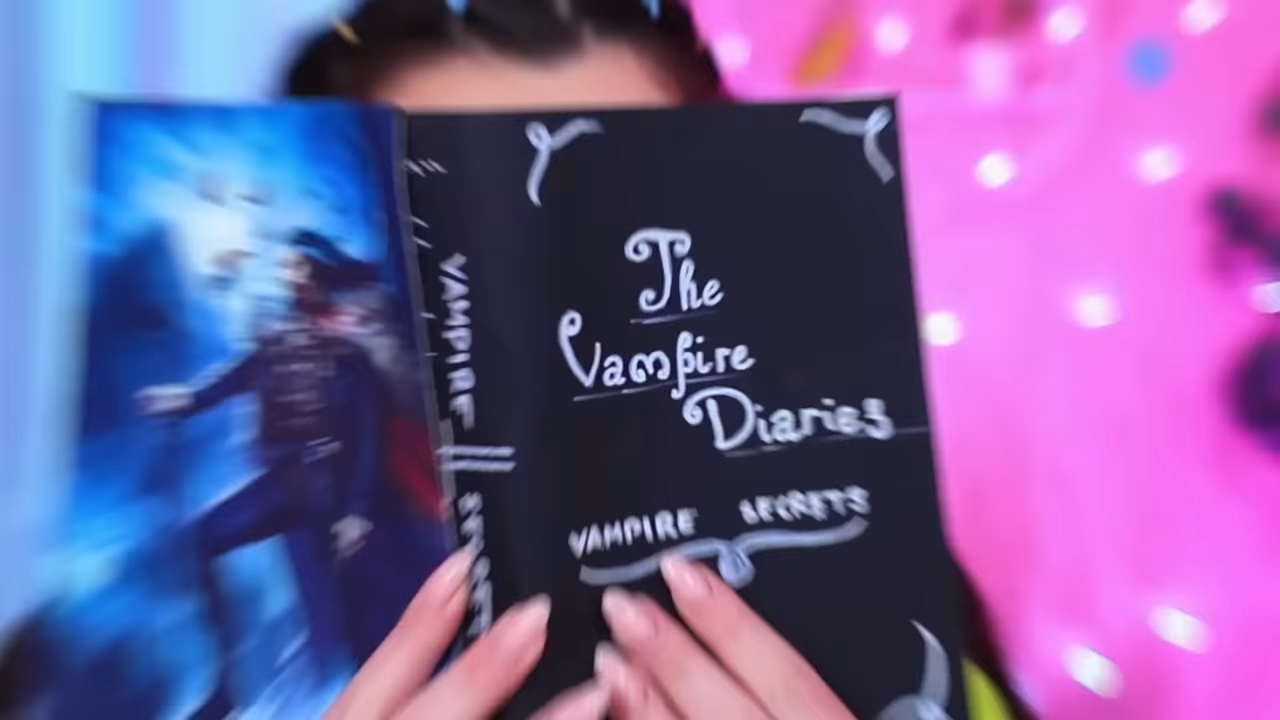 The
Vampire
Diaries
VAMPIRE SECRETS
VAMPIRE